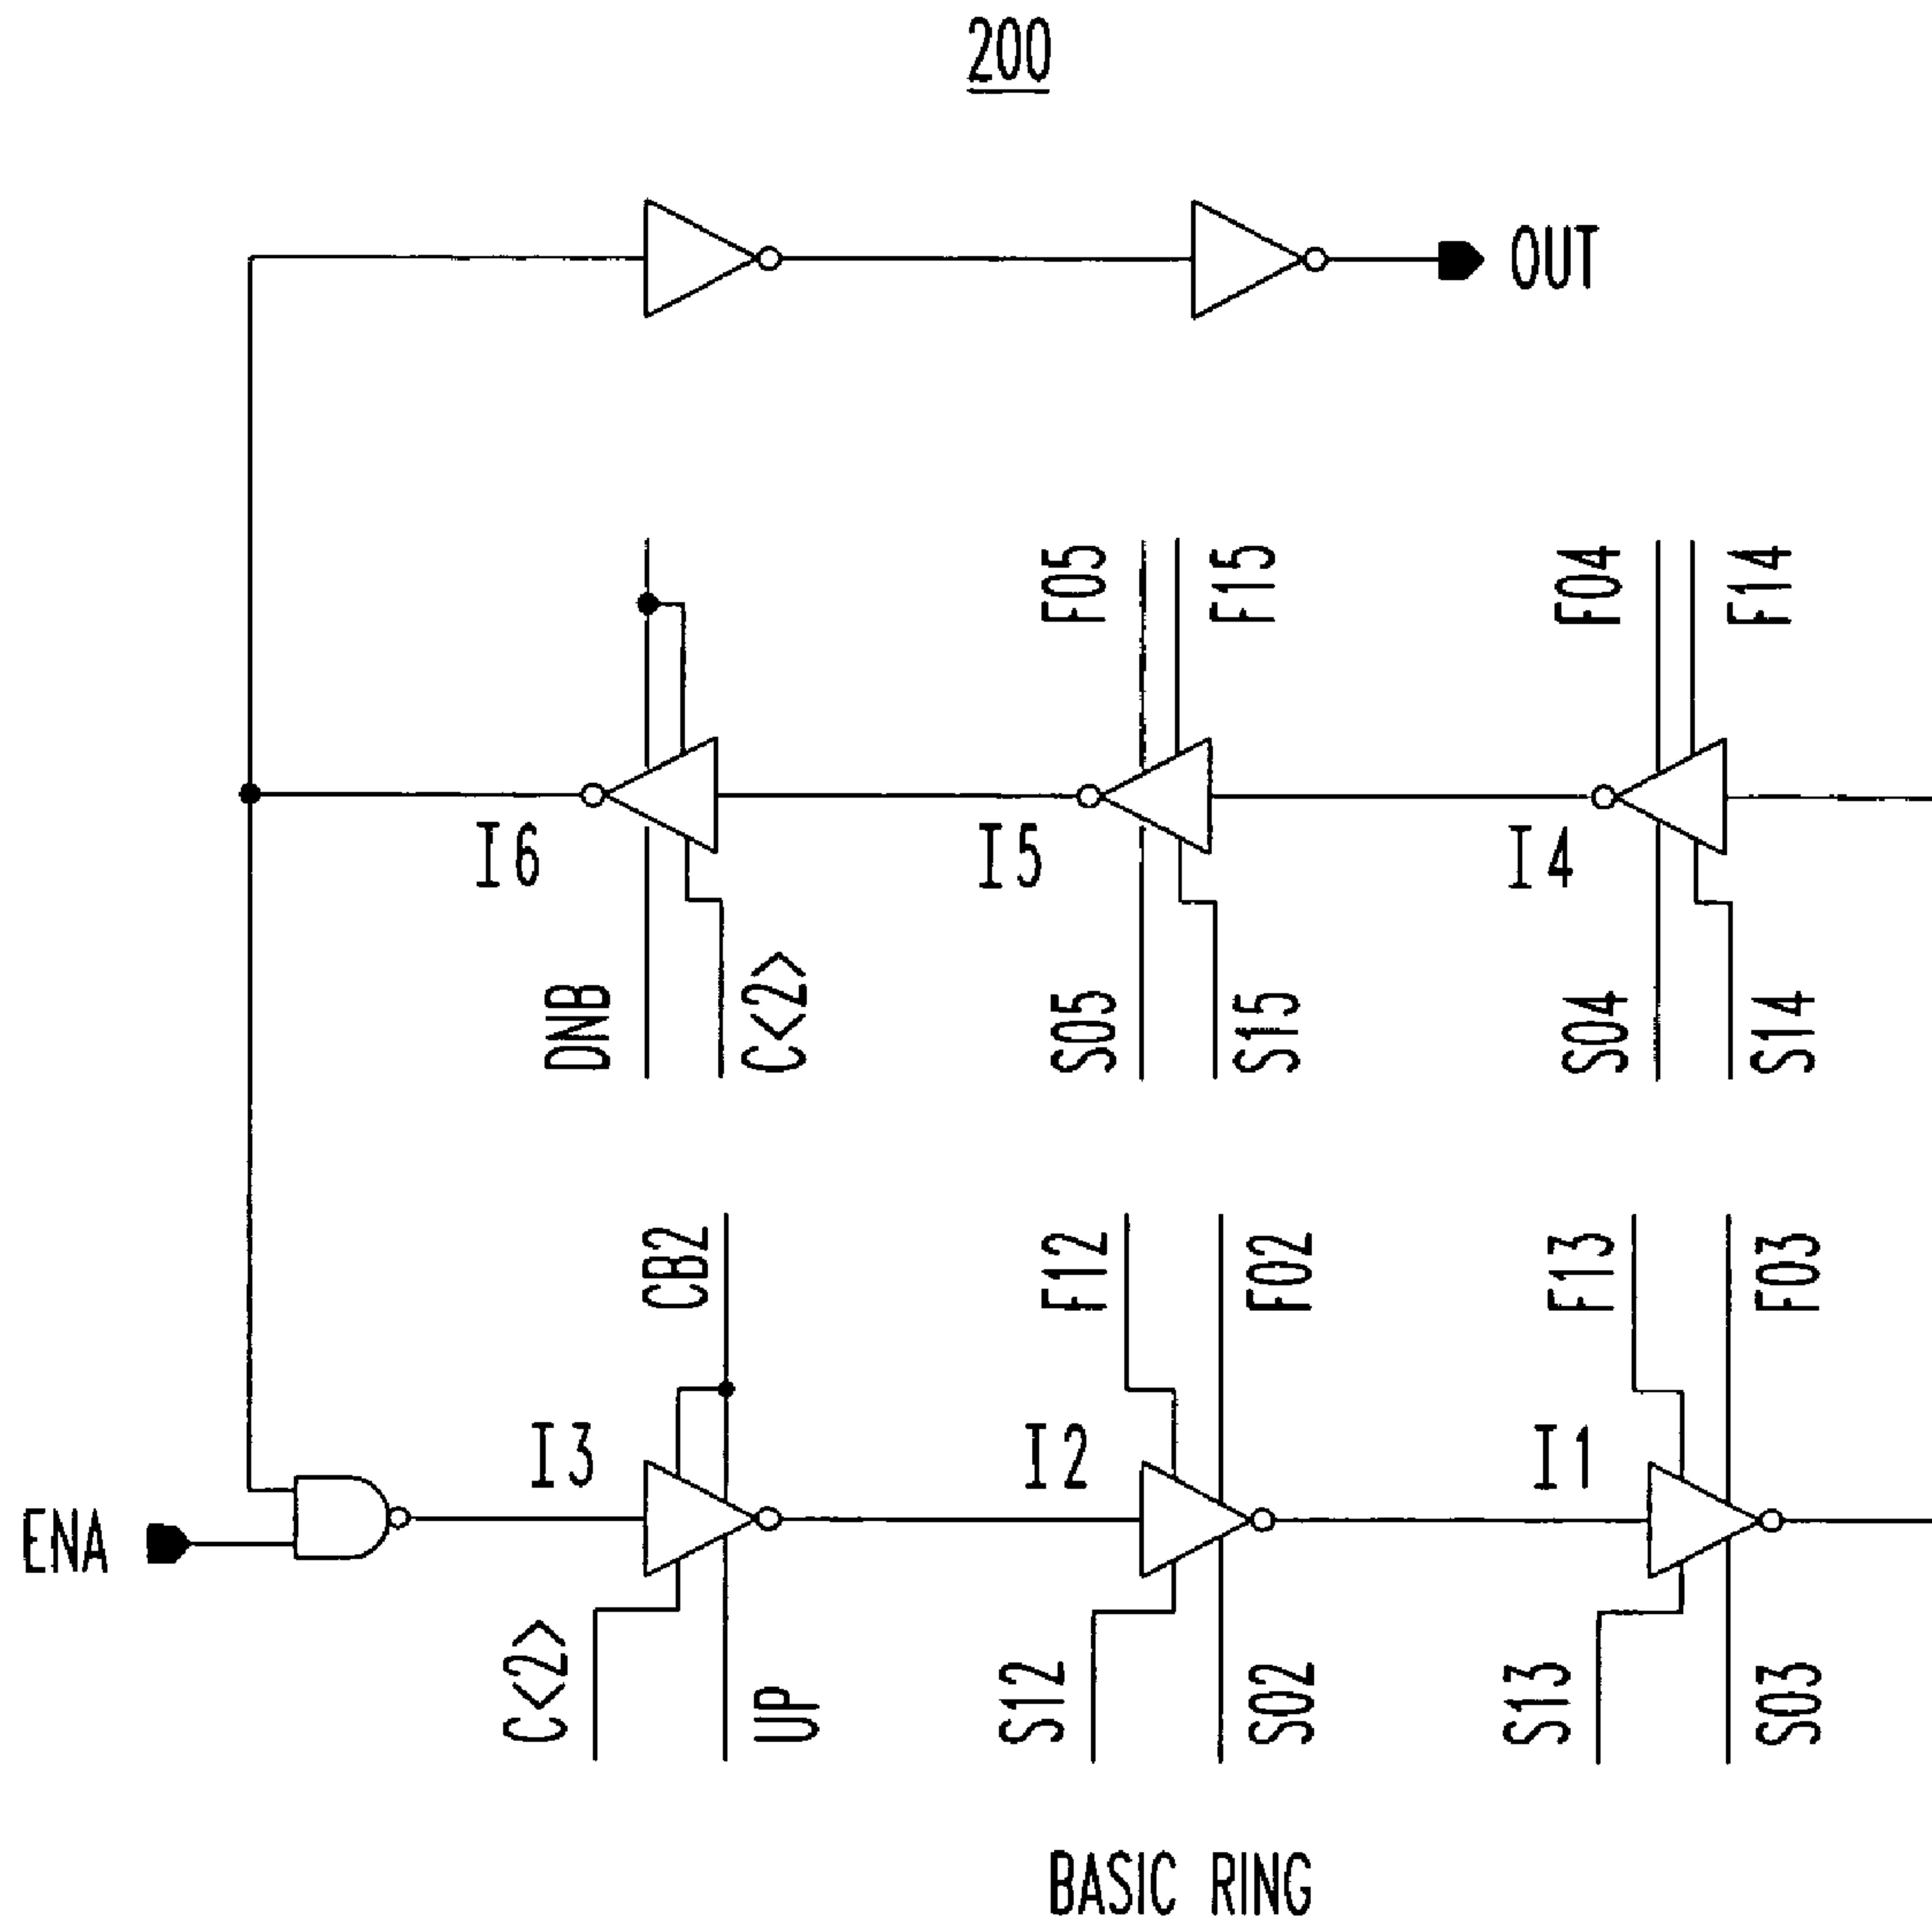 200
OUT
F05
F15
F04
F14
I6
I5
I4
DNB
C<2>
S05
S15
S04
S14
CB2
F12
F02
F13
F03
I3
I2
I1
ENA
C<2>
UP
S12
S02
S13
S03
BASIC RING